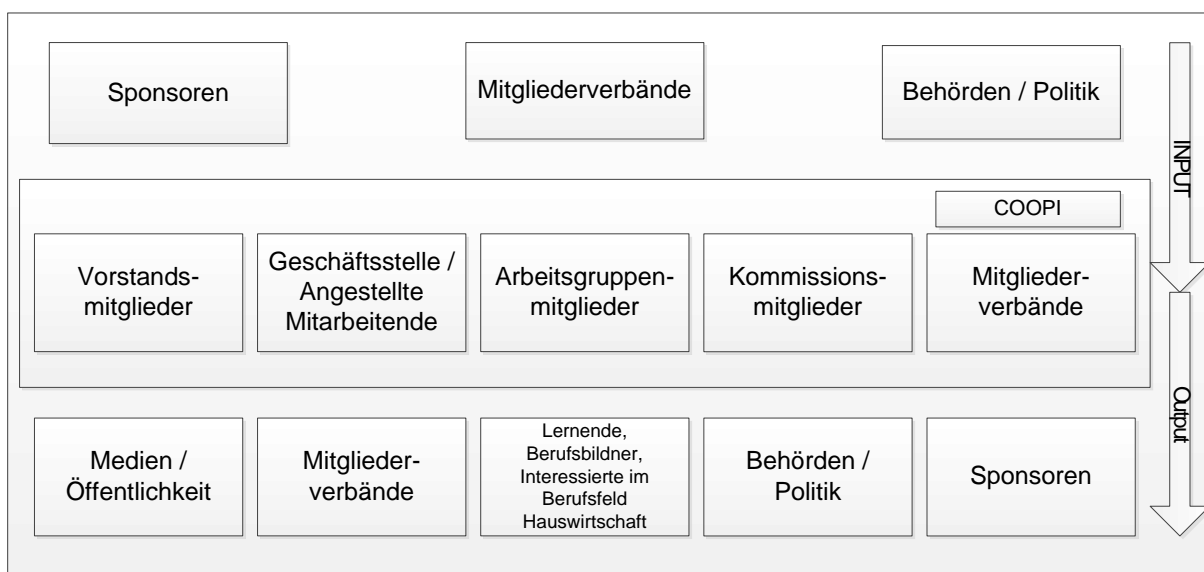 Sponsoren
Mitgliederverbände
Behörden / Politik
INPUT
COOPI
Vorstands-
mitglieder
Geschäftsstelle /
Angestellte
Mitarbeitende
Arbeitsgruppen-
mitglieder
Kommissions-
mitglieder
Mitglieder-
verbände
Output
Medien /
Öffentlichkeit
Mitglieder-
verbände
Lernende,
Berufsbildner,
Interessierte im
Berufsfeld
Hauswirtschaft
Behörden /
Politik
Sponsoren